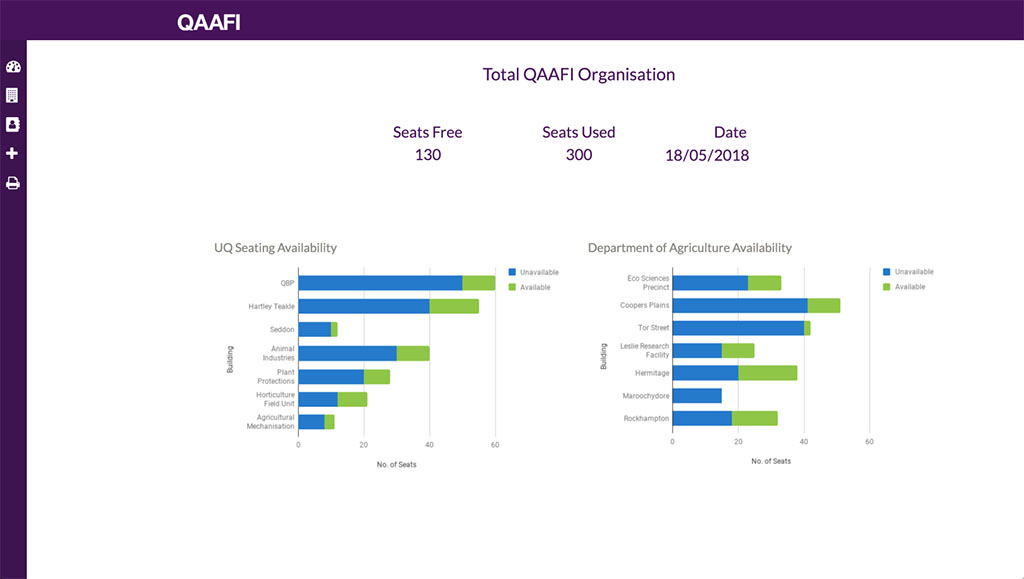 QAAFI
Total QAAFI Organisation
Seats Free
130
Seats Used
300
Date
18/05/2018
UQ Seating Availability
Building
QBP
Hartley Teakle
Seddon
Animal
Industries
Plant
Protections
Horticulture
Field Unit
Agricultural
Mechanisation
0 20 40 60
No. of Seats
Unavailable
Available
Department of Agriculture Availability
Building
Eco Sciences
Precinct
Coopers Plains
Tor Street
Leslie Research
Facility
Hermitage
Maroochydore
Rockhampton
0 20 40 60
No. of Seats
Unavailable
Available